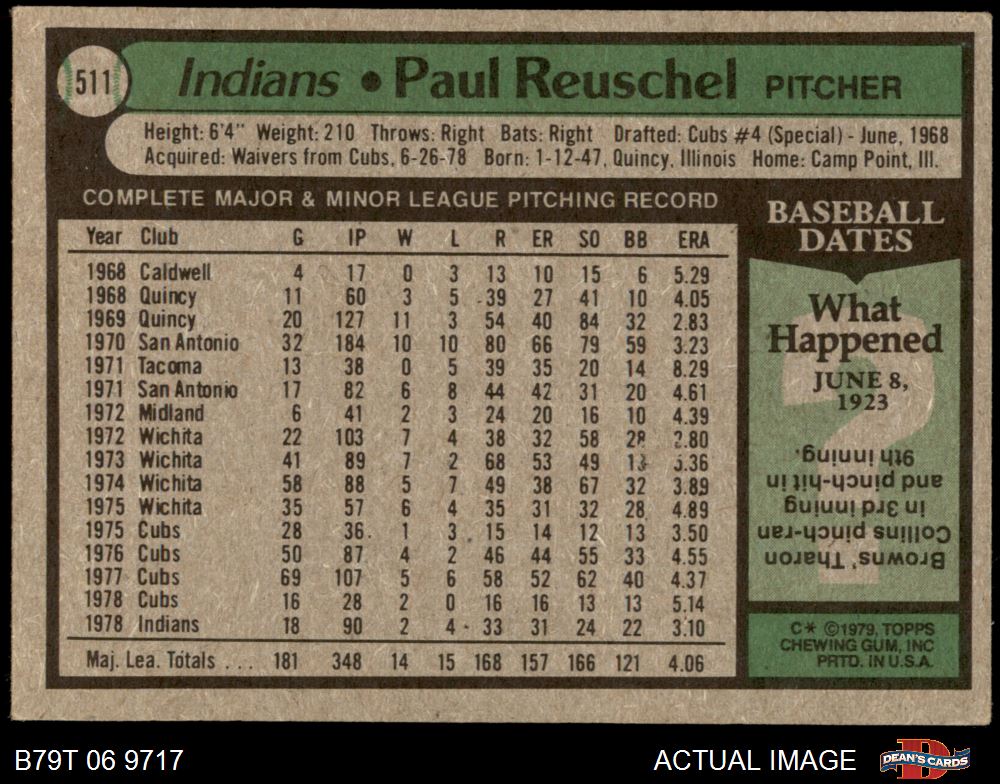 511
Indians • Paul Reuschel PITCHER
Height: 6'4" Weight: 210 Throws: Right Bats: Right Drafted: Cubs #4 (Special) - June, 1968
Acquired: Waivers from Cubs, 6-26-78 Born: 1-12-47, Quincy, Illinois Home: Camp Point, Ill.
COMPLETE MAJOR & MINOR LEAGUE PITCHING RECORD
Year Club G IP W L R ER SO BB ERA
1968 Caldwell 4 17 0 3 13 10 15 6 5.29
1968 Quincy 11 60 3 5 39 27 41 10 4.05
1969 Quincy 20 127 11 3 54 40 84 32 2.83
1970 San Antonio 32 184 10 10 80 66 79 59 3.23
1971 Tacoma 13 38 0 5 39 35 20 14 8.29
1971 San Antonio 17 82 6 8 44 42 31 20 4.61
1972 Midland 6 41 2 3 24 20 16 10 4.39
1972 Wichita 22 103 7 4 38 32 58 28 2.80
1973 Wichita 41 89 7 2 68 53 49 13 5.36
1974 Wichita 58 88 5 7 49 38 67 32 3.89
1975 Wichita 35 57 6 4 35 31 32 28 4.89
1975 Cubs 28 36 1 3 15 14 12 13 3.50
1976 Cubs 50 87 4 2 46 44 55 33 4.55
1977 Cubs 69 107 5 6 58 52 62 40 4.37
1978 Cubs 16 28 2 0 16 16 13 13 5.14
1978 Indians 18 90 2 4 33 31 24 22 3.10
Maj. Lea. Totals . . . 181 348 14 15 168 157 166 121 4.06
BASEBALL
DATES
What
Happened
JUNE 8,
1923
?
Browns' Tharon
Collins pinch-ran
in 3rd inning
and pinch-hit in
9th inning.
C* ©1979, TOPPS
CHEWING GUM, INC
PRTD. IN U.S.A.
B79T 06 9717
ACTUAL IMAGE
DEAN'S CARDS